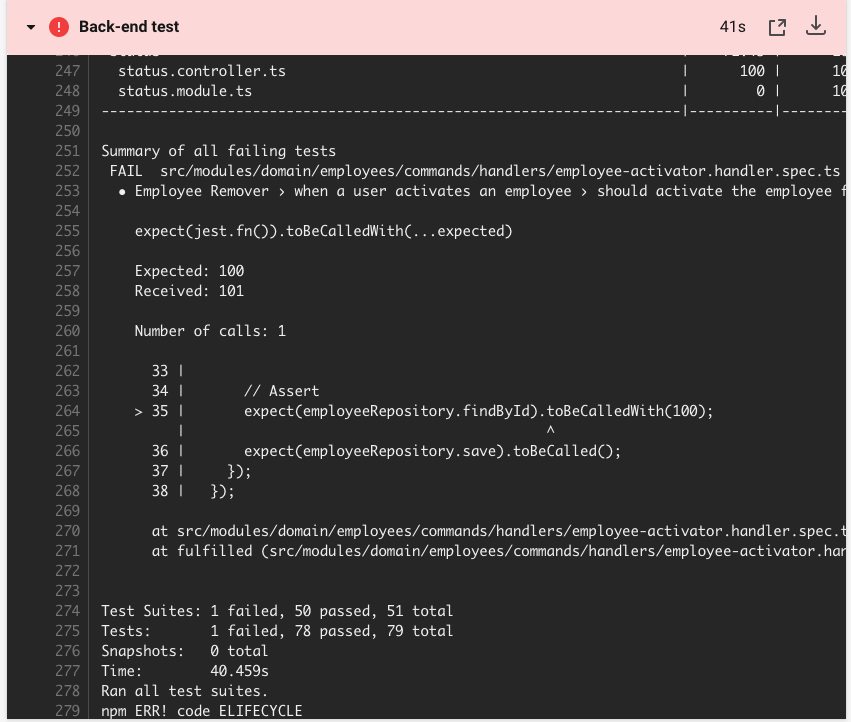 Back-end test 41s
247 status.controller.ts | 100 | 10
248 status.module.ts | 0 | 10
249 ---------------------------------------------------------------------|----------|-------
250
251 Summary of all failing tests
252 FAIL src/modules/domain/employees/commands/handlers/employee-activator.handler.spec.ts
253 ● Employee Remover › when a user activates an employee › should activate the employee f
254
255 expect(jest.fn()).toBeCalledWith(...expected)
256
257 Expected: 100
258 Received: 101
259
260 Number of calls: 1
261
262 33 |
263 34 | // Assert
264 > 35 | expect(employeeRepository.findById).toBeCalledWith(100);
265 | ^
266 36 | expect(employeeRepository.save).toBeCalled();
267 37 | });
268 38 | });
269
270 at src/modules/domain/employees/commands/handlers/employee-activator.handler.spec.t
271 at fulfilled (src/modules/domain/employees/commands/handlers/employee-activator.har
272
273
274 Test Suites: 1 failed, 50 passed, 51 total
275 Tests: 1 failed, 78 passed, 79 total
276 Snapshots: 0 total
277 Time: 40.459s
278 Ran all test suites.
279 npm ERR! code ELIFECYCLE